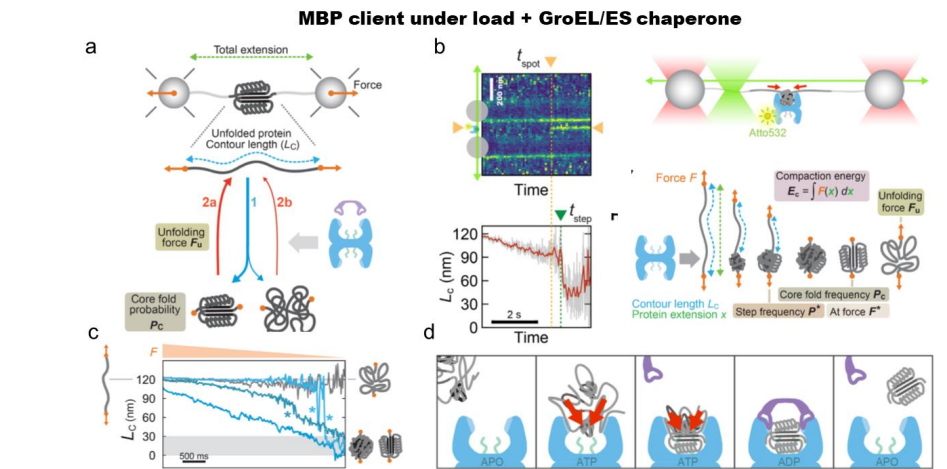 MBP client under load + GroEL/ES chaperone
a
Total extension
Force
Unfolded protein
Contour length (LC)
2a
1
2b
Unfolding
force Fu
Core fold
probability
PC
b
tspot
200 nm
Time
tstep
LC (nm)
120
90
60
30
0
2 s
Time
Atto532
Force F
Compaction energy
Ec = ∫ F(x) dx
Unfolding
force Fu
Core fold frequency Pc
Contour length LC
Protein extension x
Step frequency P*
At force F*
c
F
LC (nm)
120
90
60
30
0
500 ms
*
*
*
d
APO
ATP
ATP
ADP
APO